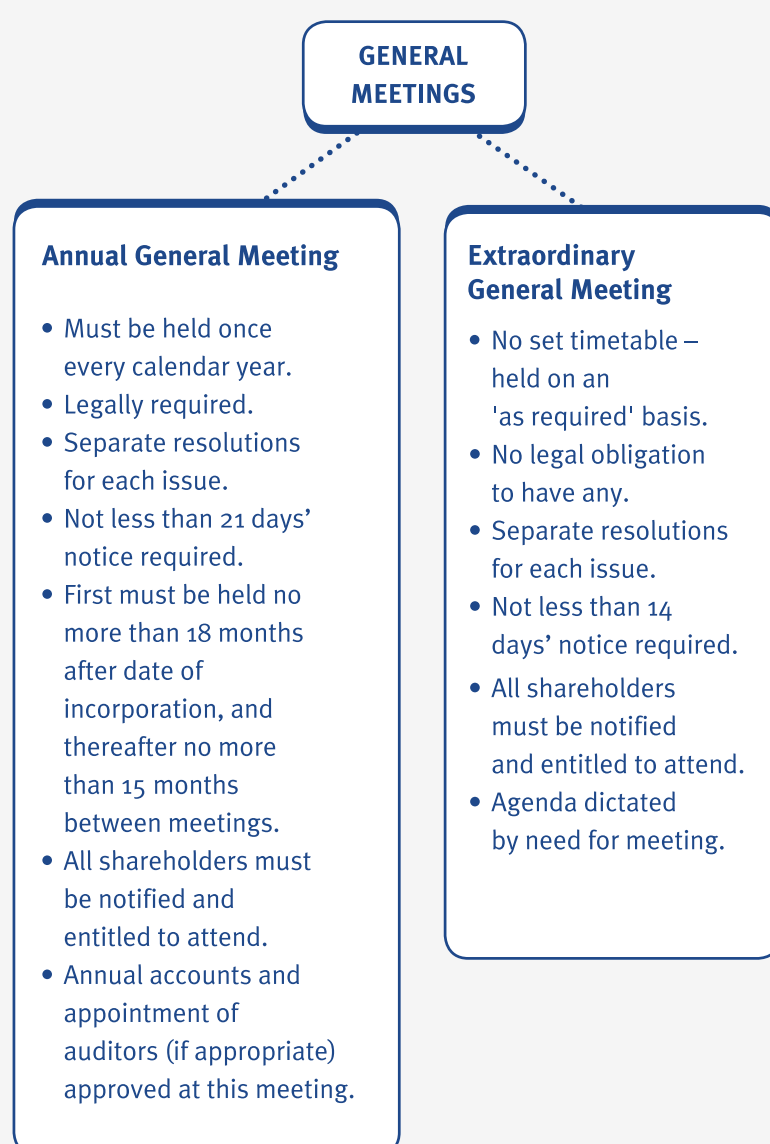 GENERAL
MEETINGS
Annual General Meeting
• Must be held once
every calendar year.
• Legally required.
• Separate resolutions
for each issue.
• Not less than 21 days’
notice required.
• First must be held no
more than 18 months
after date of
incorporation, and
thereafter no more
than 15 months
between meetings.
• All shareholders must
be notified and
entitled to attend.
• Annual accounts and
appointment of
auditors (if appropriate)
approved at this meeting.
Extraordinary
General Meeting
• No set timetable –
held on an
'as required' basis.
• No legal obligation
to have any.
• Separate resolutions
for each issue.
• Not less than 14
days’ notice required.
• All shareholders
must be notified
and entitled to attend.
• Agenda dictated
by need for meeting.